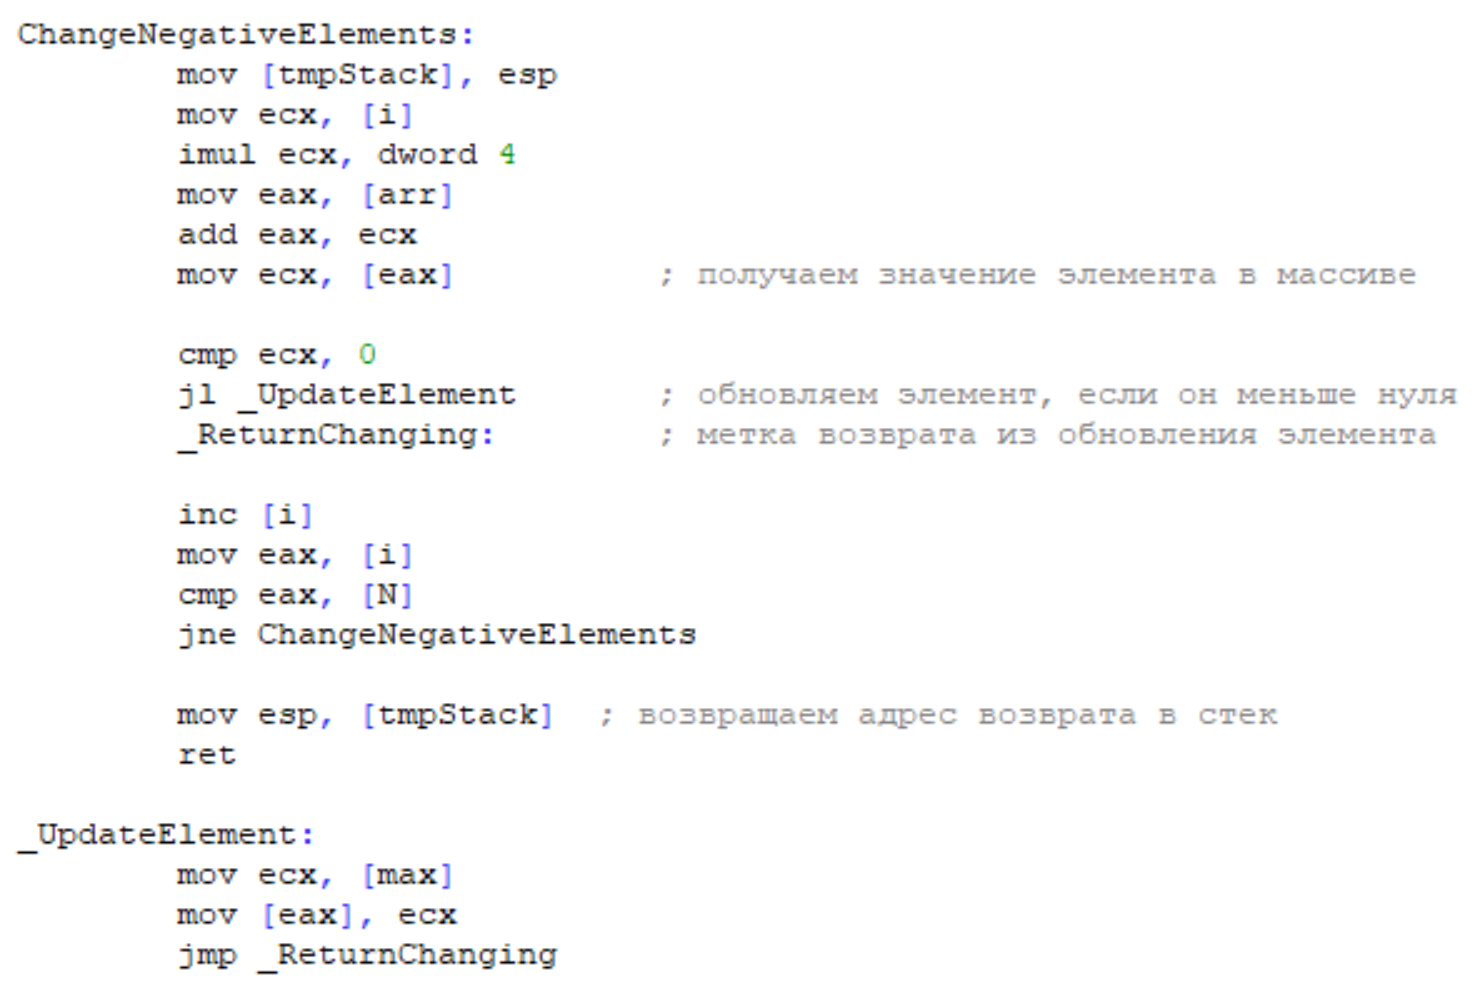 ChangeNegativeElements:
mov [tmpStack], esp
mov ecx, [i]
imul ecx, dword 4
mov eax, [arr]
add eax, ecx
mov ecx, [eax] ; получаем значение элемента в массиве
cmp ecx, 0
jl _UpdateElement ; обновляем элемент, если он меньше нуля
_ReturnChanging: ; метка возврата из обновления элемента
inc [i]
mov eax, [i]
cmp eax, [N]
jne ChangeNegativeElements
mov esp, [tmpStack] ; возвращаем адрес возврата в стек
ret
_UpdateElement:
mov ecx, [max]
mov [eax], ecx
jmp _ReturnChanging